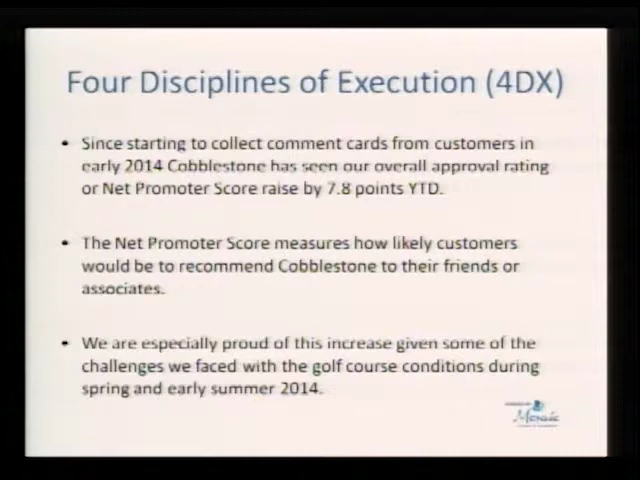 Four Disciplines of Execution (4DX)
• Since starting to collect comment cards from customers in
early 2014 Cobblestone has seen our overall approval rating
or Net Promoter Score raise by 7.8 points YTD.
• The Net Promoter Score measures how likely customers
would be to recommend Cobblestone to their friends or
associates.
• We are especially proud of this increase given some of the
challenges we faced with the golf course conditions during
spring and early summer 2014.
Mosaic